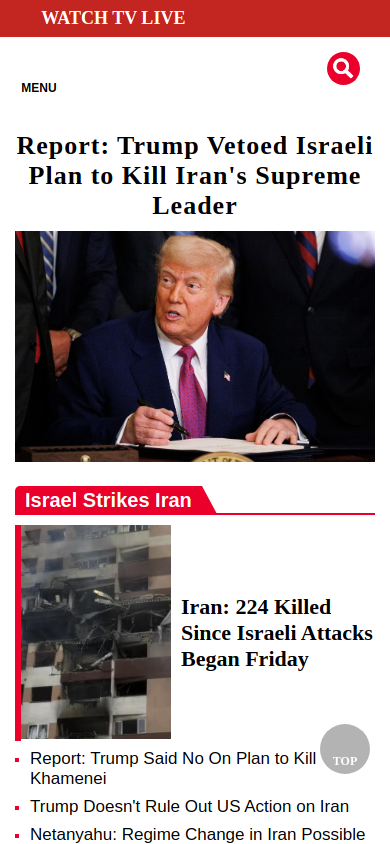 WATCH TV LIVE
MENU
Report: Trump Vetoed Israeli
Plan to Kill Iran's Supreme
Leader
Israel Strikes Iran
Iran: 224 Killed
Since Israeli Attacks
Began Friday
Report: Trump Said No On Plan to Kill
Khamenei
TOP
Trump Doesn't Rule Out US Action on Iran
Netanyahu: Regime Change in Iran Possible